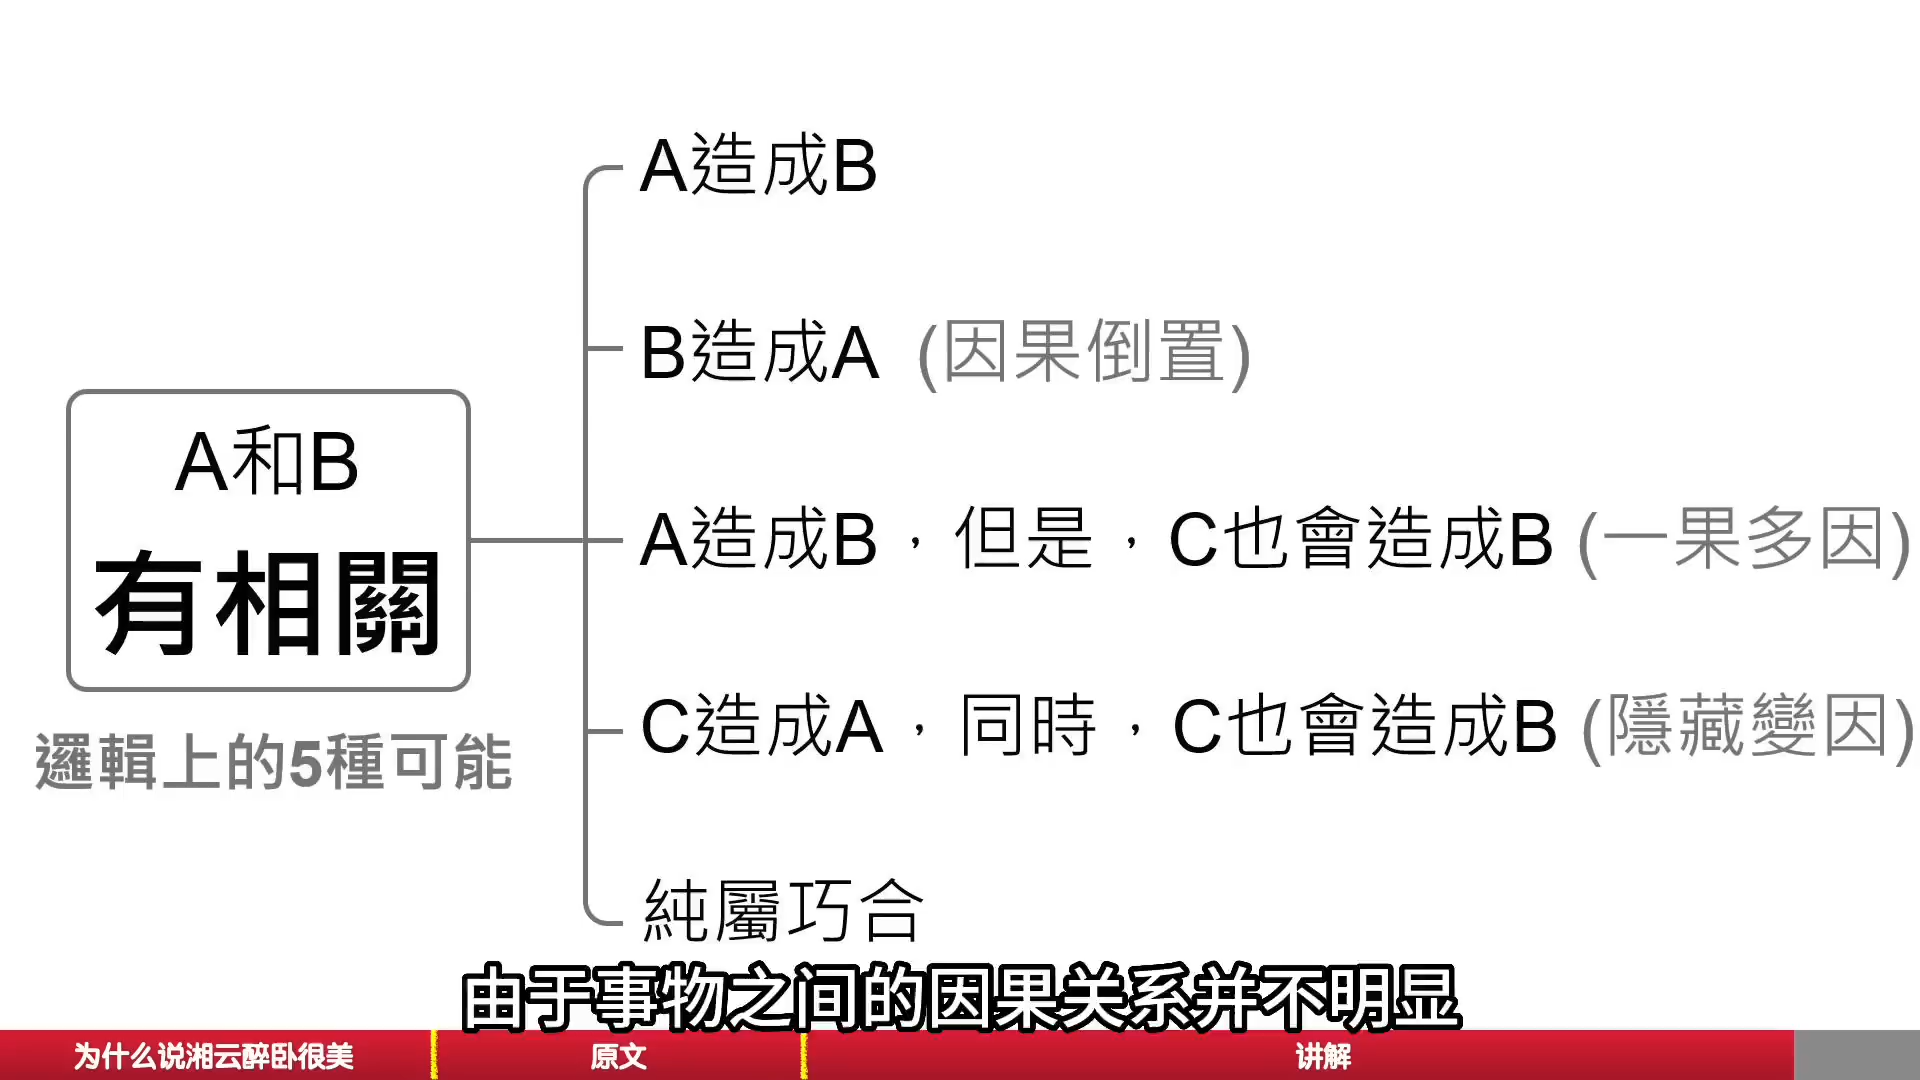 A造成B
B造成A (因果倒置)
A和B
有相關
A造成B，但是，C也會造成B (一果多因)
C造成A，同時，C也會造成B (隱藏變因)
邏輯上的5種可能
純屬巧合
由于事物之间的因果关系并不明显
为什么说湘云醉卧很美
原文
讲解